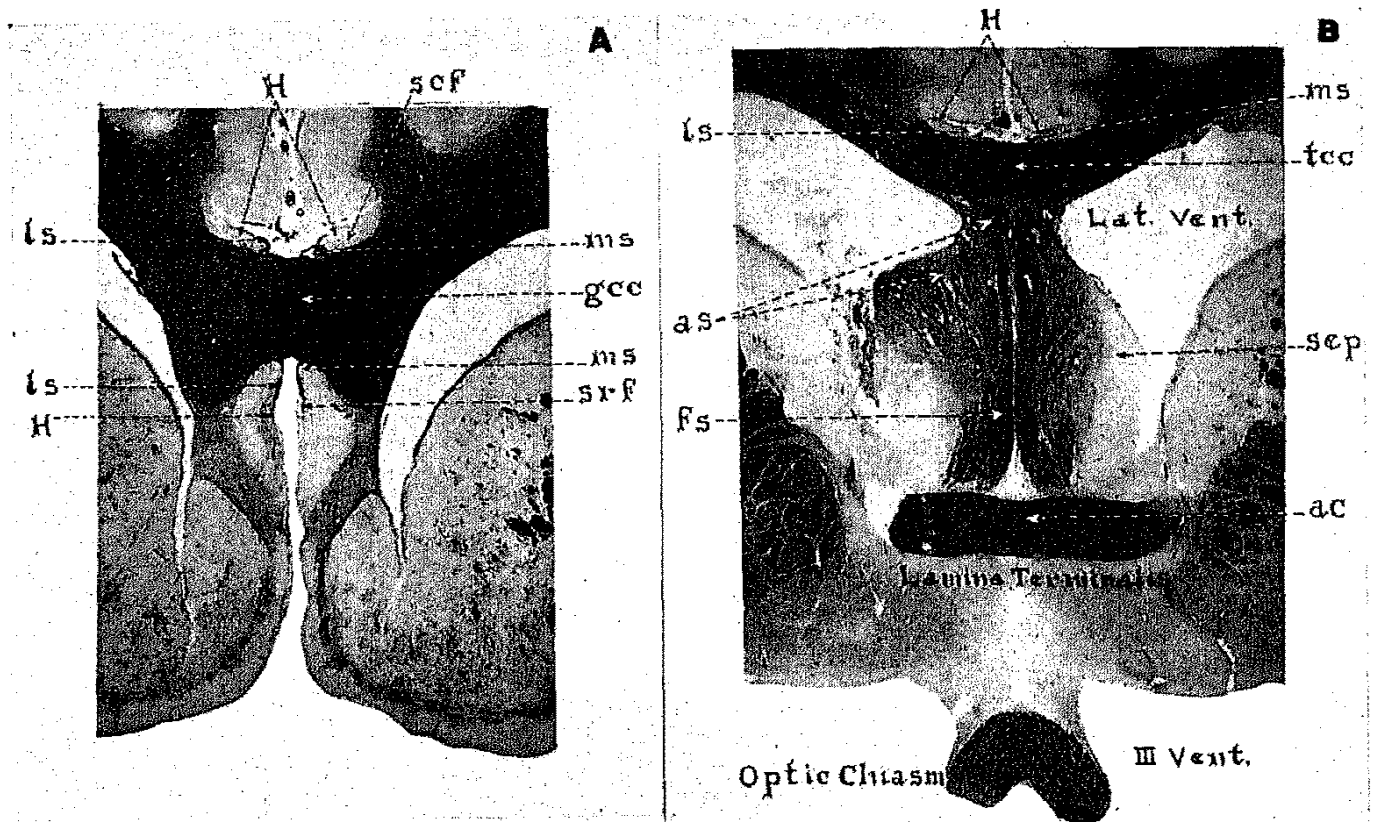 A
H
scf
ls
ms
gcc
ms
ls
srf
H
B
H
ms
ls
tcc
Lat. Vent.
as
sep
fs
ac
Lamina Terminalis
III Vent.
Optic Chiasm